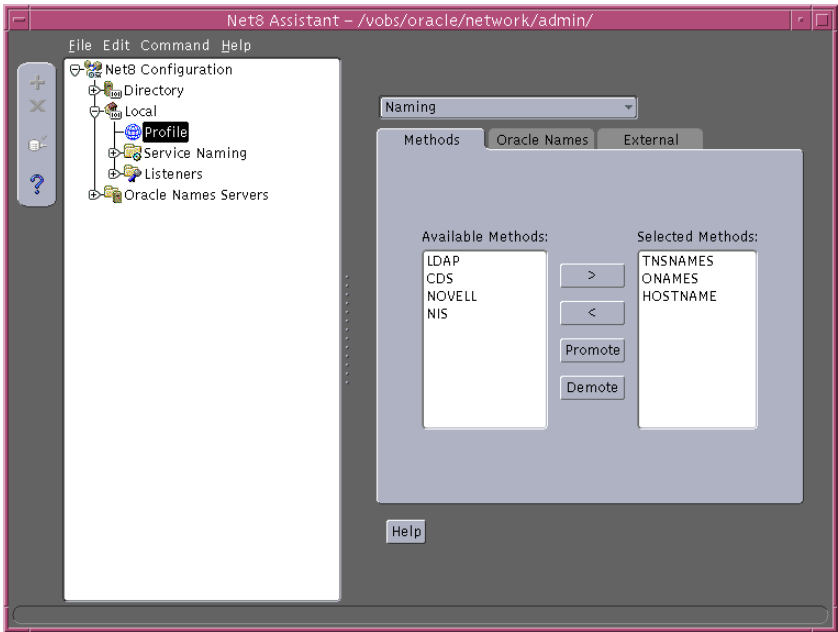 Net8 Assistant – /vobs/oracle/network/admin/
File Edit Command Help
Net8 Configuration
Directory
Local
Profile
Service Naming
Listeners
Oracle Names Servers
Naming
Methods Oracle Names External
Available Methods: Selected Methods:
LDAP
CDS
NOVELL
NIS
>
<
Promote
Demote
TNSNAMES
ONAMES
HOSTNAME
Help